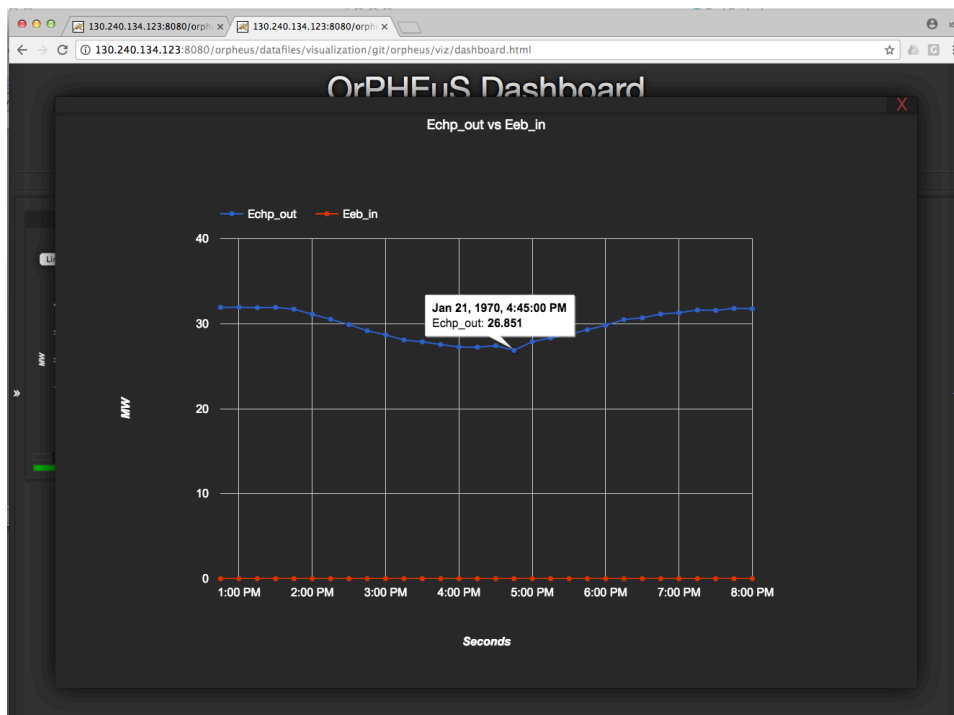 130.240.134.123:8080/orph
130.240.134.123:8080/orph
130.240.134.123:8080/orpheus/datafiles/visualization/git/orpheus/viz/dashboard.html
OrPHEuS Dashboard
X
Echp_out vs Eeb_in
Echp_out Eeb_in
40
Jan 21, 1970, 4:45:00 PM
Echp_out: 26.851
30
20
10
0
MW
MW
»
1:00 PM 2:00 PM 3:00 PM 4:00 PM 5:00 PM 6:00 PM 7:00 PM 8:00 PM
Seconds